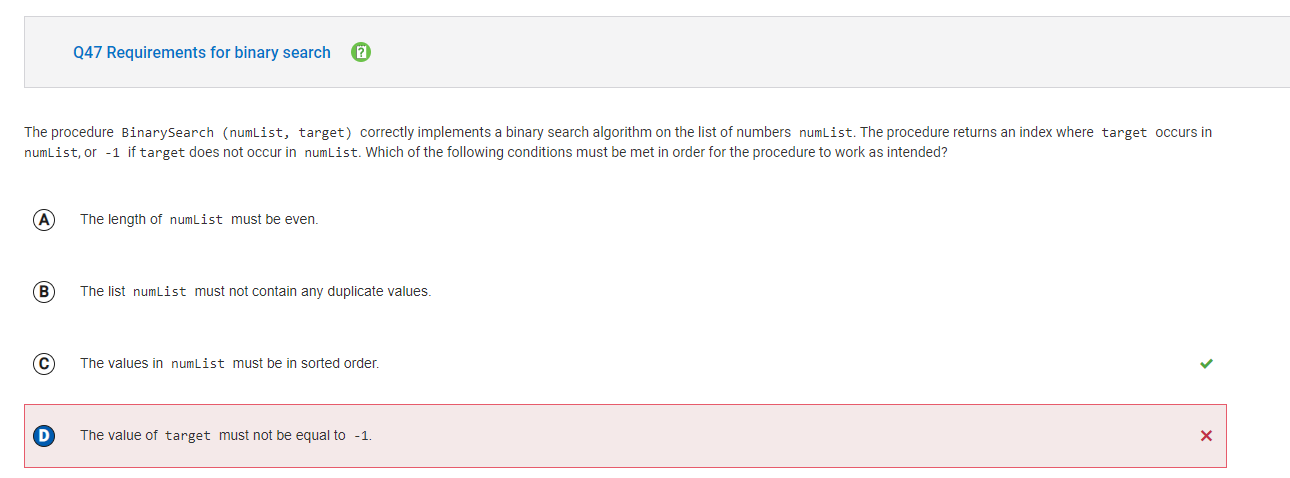 Q47 Requirements for binary search
The procedure BinarySearch (numList, target) correctly implements a binary search algorithm on the list of numbers numList. The procedure returns an index where target occurs in
numList, or -1 if target does not occur in numList. Which of the following conditions must be met in order for the procedure to work as intended?
A The length of numList must be even.
B The list numList must not contain any duplicate values.
C The values in numList must be in sorted order.
D The value of target must not be equal to -1.